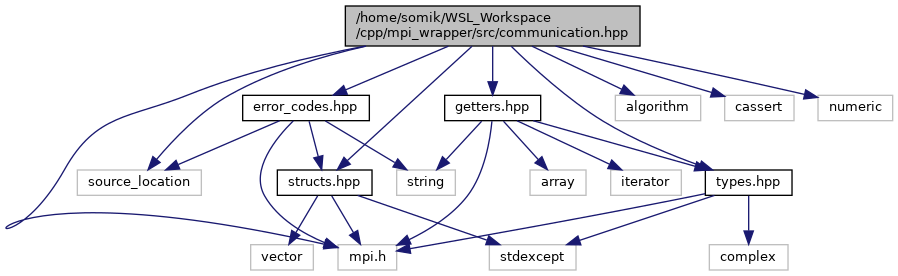 /home/somik/WSL_Workspace
/cpp/mpi_wrapper/src/communication.hpp
error_codes.hpp
getters.hpp
algorithm
cassert
numeric
source_location
structs.hpp
string
array
iterator
types.hpp
vector
mpi.h
stdexcept
complex